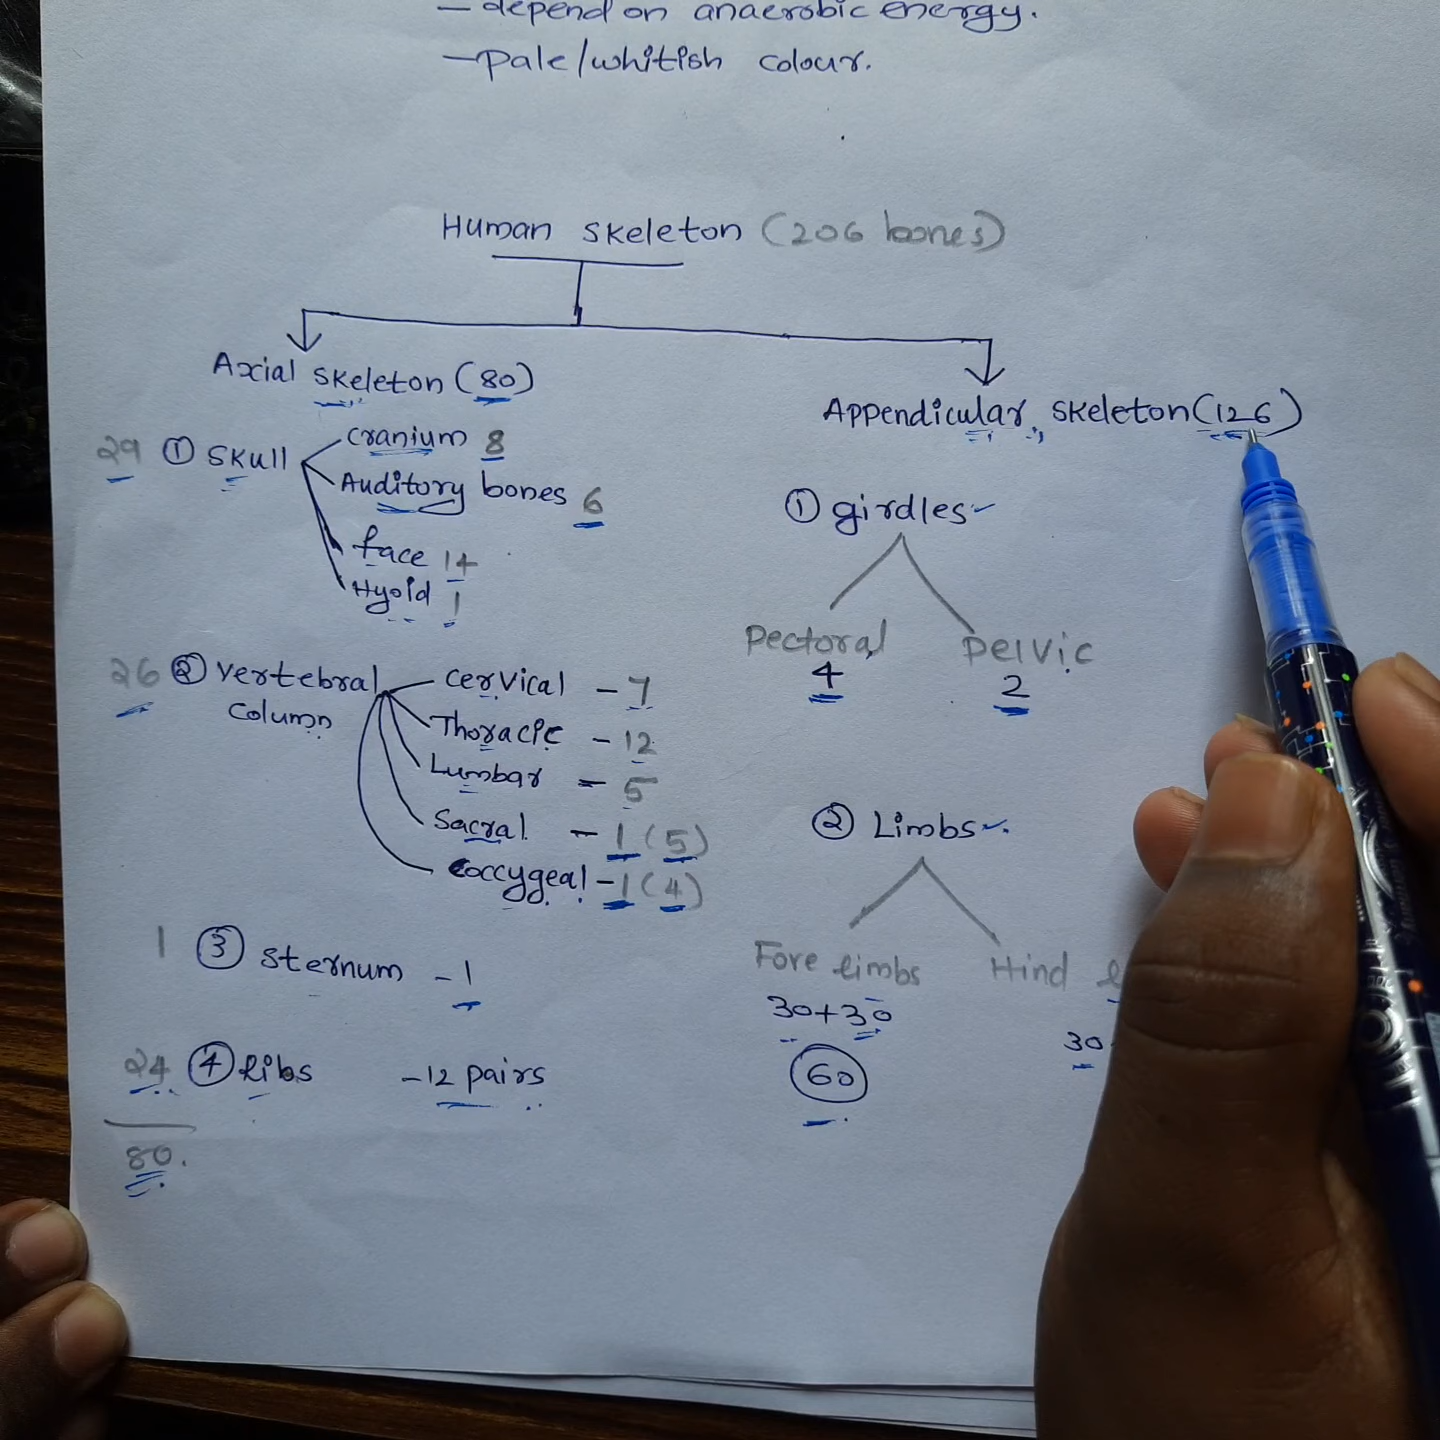 - depend on anaerobic energy.
- Pale/whitish colour.
Human skeleton (206 bones)
Axial skeleton (80)
29 ① Skull
cranium 8
Auditory bones 6
face 14
Hyoid 1
26 ② Vertebral column
Cervical - 7
Thoracic - 12
Lumbar - 5
Sacral - 1 (5)
Coccygeal - 1 (4)
1 ③ Sternum - 1
24 ④ Ribs - 12 pairs
80.
Appendicular skeleton (126)
① girdles
Pectoral Pelvic
4 2
② Limbs
Fore limbs Hind
30+30 30
60